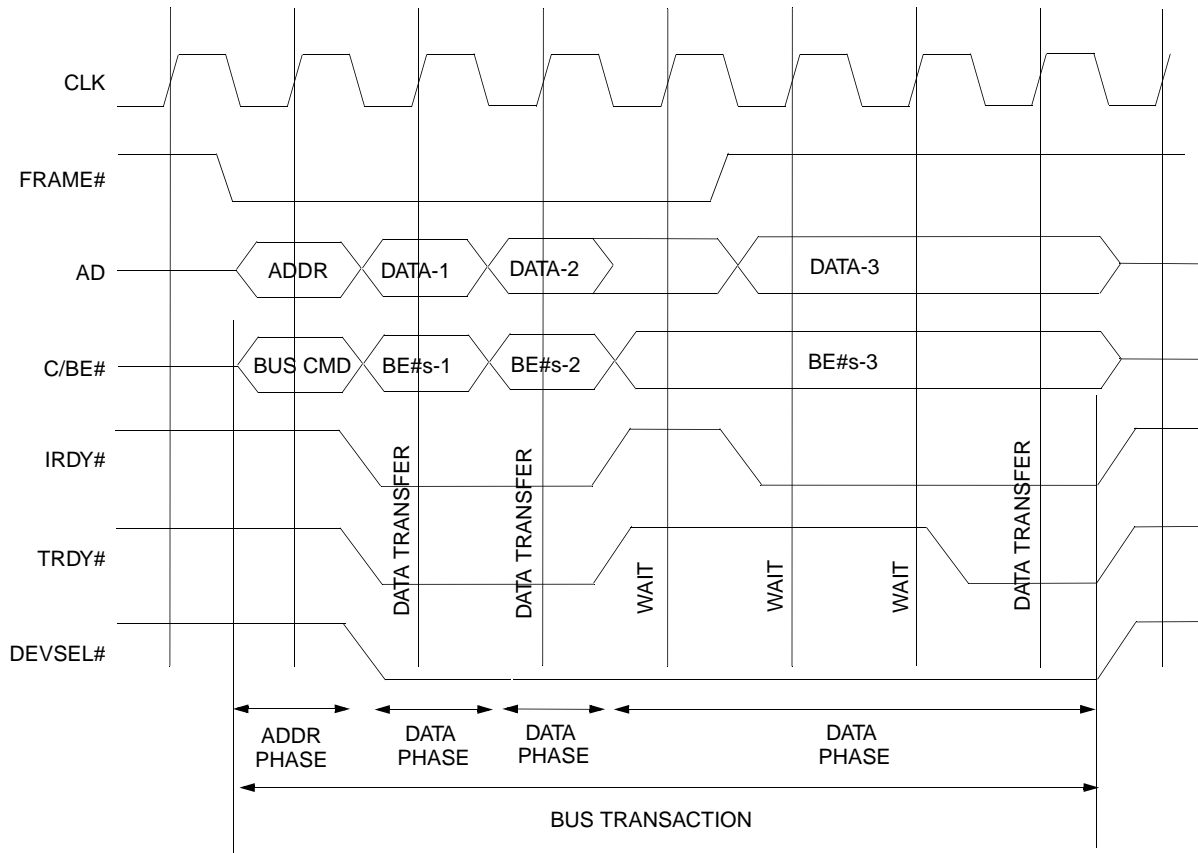 CLK
FRAME#
AD
ADDR
DATA-1
DATA-2
DATA-3
C/BE#
BUS CMD
BE#s-1
BE#s-2
BE#s-3
IRDY#
TRDY#
DATA TRANSFER
DATA TRANSFER
WAIT
WAIT
WAIT
DATA TRANSFER
DEVSEL#
ADDR
PHASE
DATA
PHASE
DATA
PHASE
DATA
PHASE
BUS TRANSACTION